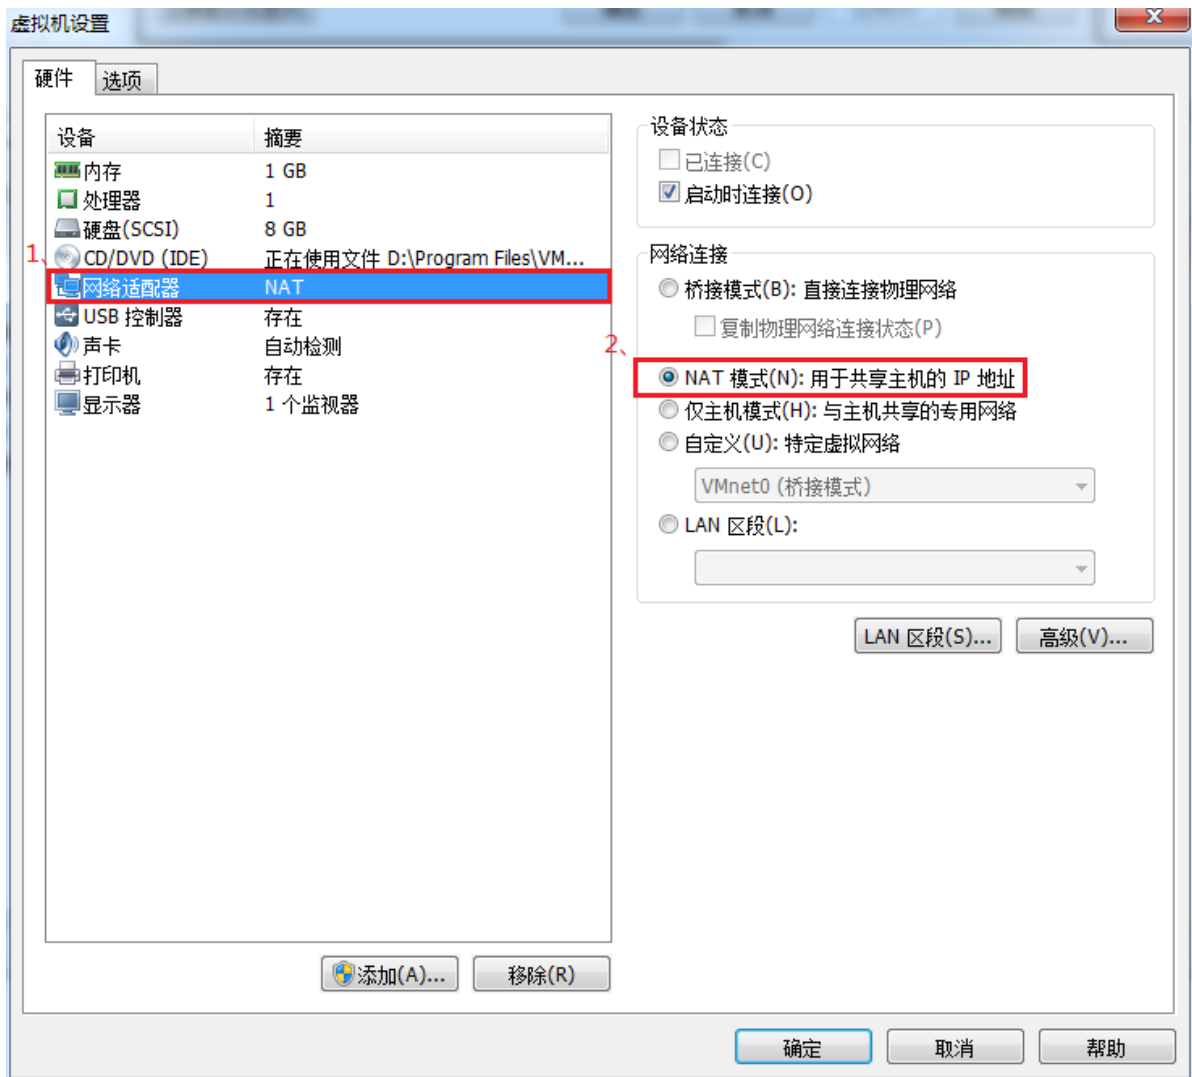 虚拟机设置
硬件 选项
设备 摘要
内存 1 GB
处理器 1
硬盘(SCSI) 8 GB
1、
CD/DVD (IDE) 正在使用文件 D:\Program Files\VM...
网络适配器 NAT
USB 控制器 存在
声卡 自动检测
打印机 存在
显示器 1 个监视器
添加(A)... 移除(R)
设备状态
已连接(C)
启动时连接(O)
网络连接
桥接模式(B): 直接连接物理网络
复制物理网络连接状态(P)
2、
NAT 模式(N): 用于共享主机的 IP 地址
仅主机模式(H): 与主机共享的专用网络
自定义(U): 特定虚拟网络
VMnet0 (桥接模式)
LAN 区段(L):
LAN 区段(S)... 高级(V)...
确定 取消 帮助